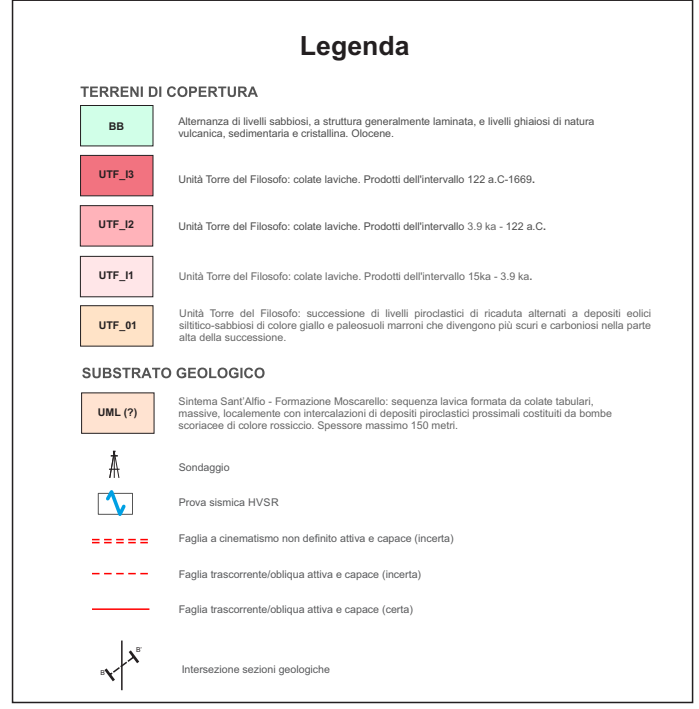 Legenda
TERRENI DI COPERTURA
BB
Alternanza di livelli sabbiosi, a struttura generalmente laminata, e livelli ghiaiosi di natura
vulcanica, sedimentaria e cristallina. Olocene.
UTF_I3
Unità Torre del Filosofo: colate laviche. Prodotti dell'intervallo 122 a.C-1669.
UTF_I2
Unità Torre del Filosofo: colate laviche. Prodotti dell'intervallo 3.9 ka - 122 a.C.
UTF_I1
Unità Torre del Filosofo: colate laviche. Prodotti dell'intervallo 15ka - 3.9 ka.
UTF_01
Unità Torre del Filosofo: successione di livelli piroclastici di ricaduta alternati a depositi eolici
siltitico-sabbiosi di colore giallo e paleosuoli marroni che divengono più scuri e carboniosi nella parte
alta della successione.
SUBSTRATO GEOLOGICO
UML (?)
Sintema Sant'Alfio - Formazione Moscarello: sequenza lavica formata da colate tabulari,
massive, localmente con intercalazioni di depositi piroclastici prossimali costituiti da bombe
scoriacee di colore rossiccio. Spessore massimo 150 metri.
Sondaggio
Prova sismica HVSR
Faglia a cinematismo non definito attiva e capace (incerta)
Faglia trascorrente/obliqua attiva e capace (incerta)
Faglia trascorrente/obliqua attiva e capace (certa)
B'
B
Intersezione sezioni geologiche